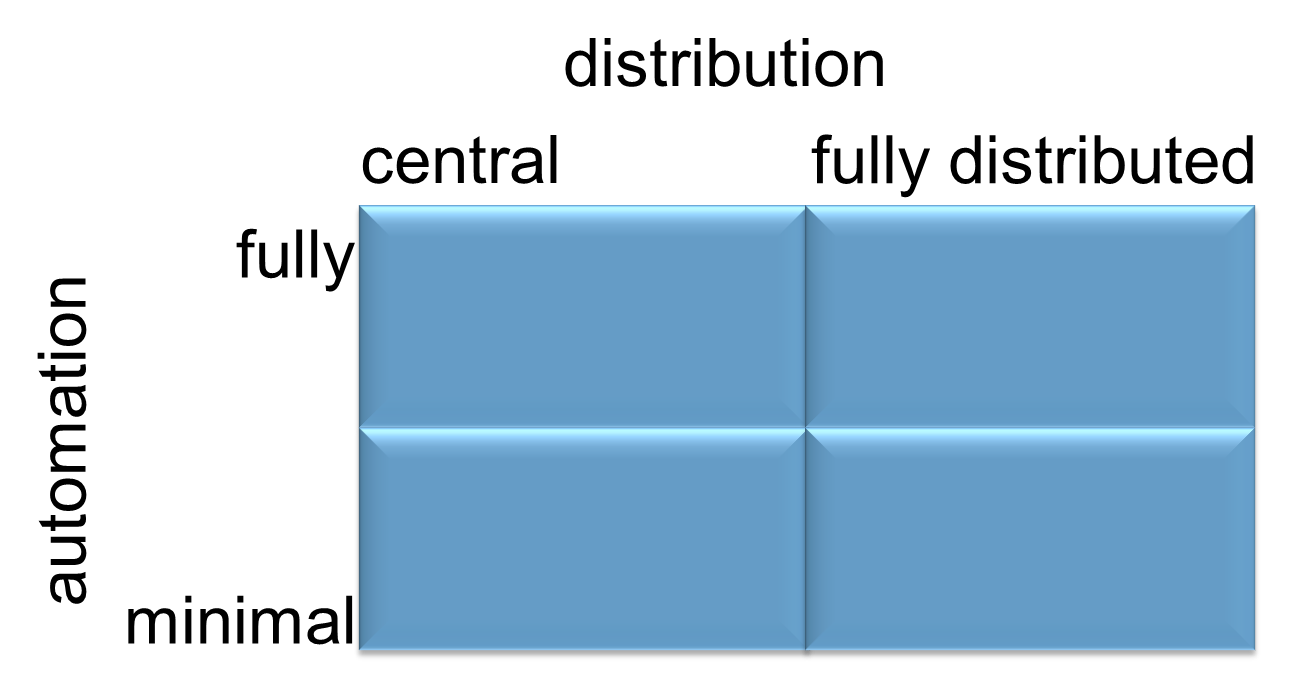 distribution
central
fully distributed
fully
automation
minimal